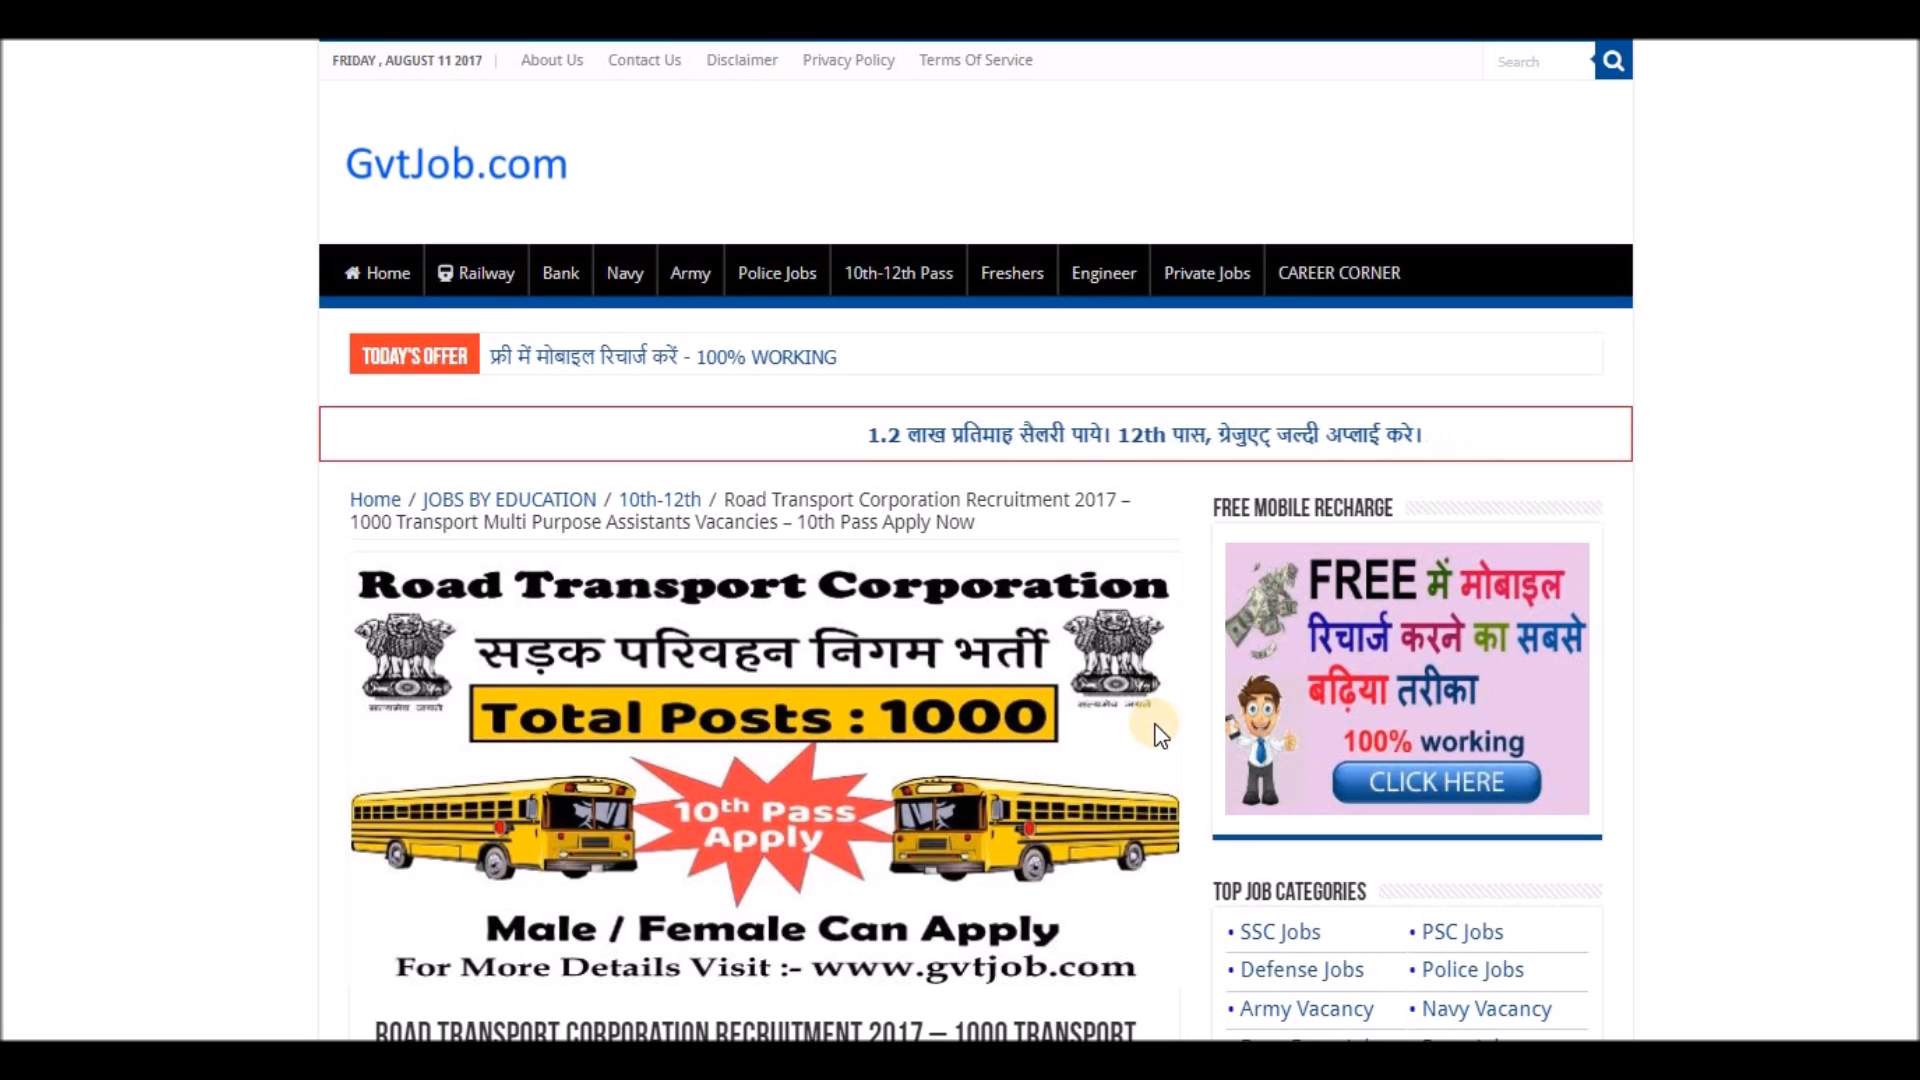 FRIDAY , AUGUST 11 2017
About Us
Contact Us
Disclaimer
Privacy Policy
Terms Of Service
Search
GvtJob.com
Home
Railway
Bank
Navy
Army
Police Jobs
10th-12th Pass
Freshers
Engineer
Private Jobs
CAREER CORNER
TODAY'S OFFER
फ्री में मोबाइल रिचार्ज करें - 100% WORKING
1.2 लाख प्रतिमाह सैलरी पाये। 12th पास, ग्रेजुएट् जल्दी अप्लाई करे।
Home / JOBS BY EDUCATION / 10th-12th / Road Transport Corporation Recruitment 2017 –
1000 Transport Multi Purpose Assistants Vacancies – 10th Pass Apply Now
Road Transport Corporation
सड़क परिवहन निगम भर्ती
सत्यमेव जयते
सत्यमेव जयते
Total Posts : 1000
10th Pass
Apply
Male / Female Can Apply
For More Details Visit :- www.gvtjob.com
ROAD TRANSPORT CORPORATION RECRUITMENT 2017 – 1000 TRANSPORT
FREE MOBILE RECHARGE
FREE में मोबाइल
रिचार्ज करने का सबसे
बढ़िया तरीका
100% working
CLICK HERE
TOP JOB CATEGORIES
• SSC Jobs
• PSC Jobs
• Defense Jobs
• Police Jobs
• Army Vacancy
• Navy Vacancy